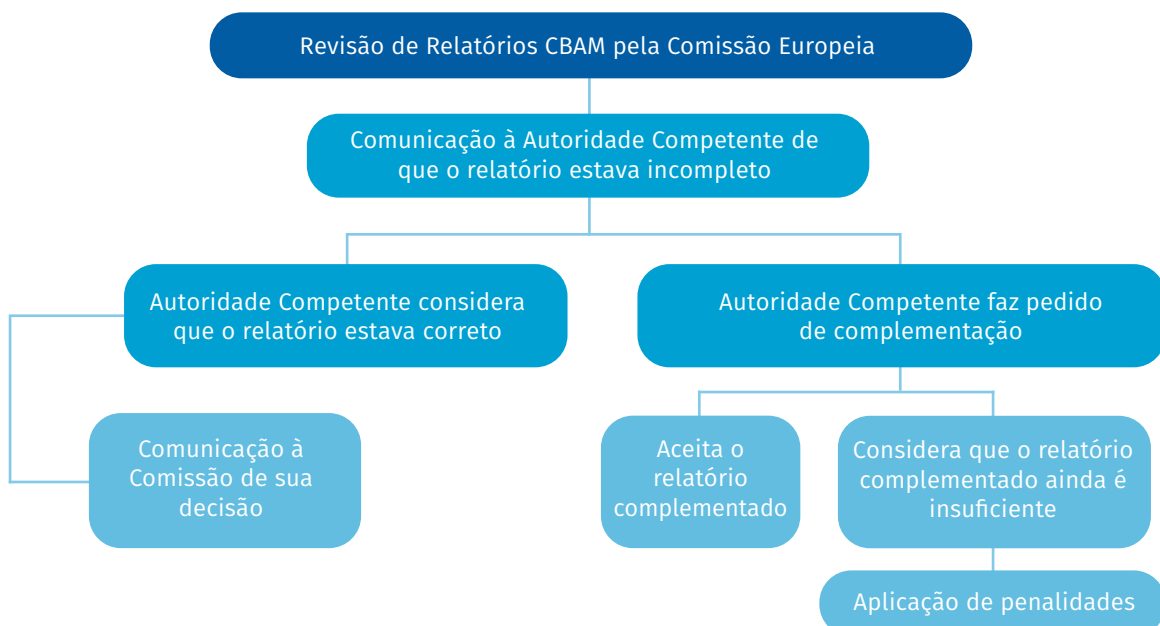 Revisão de Relatórios CBAM pela Comissão Europeia
Comunicação à Autoridade Competente de
que o relatório estava incompleto
Autoridade Competente considera
que o relatório estava correto
Autoridade Competente faz pedido
de complementação
Comunicação à
Comissão de sua
decisão
Aceita o
relatório
complementado
Considera que o relatório
complementado ainda é
insuficiente
Aplicação de penalidades